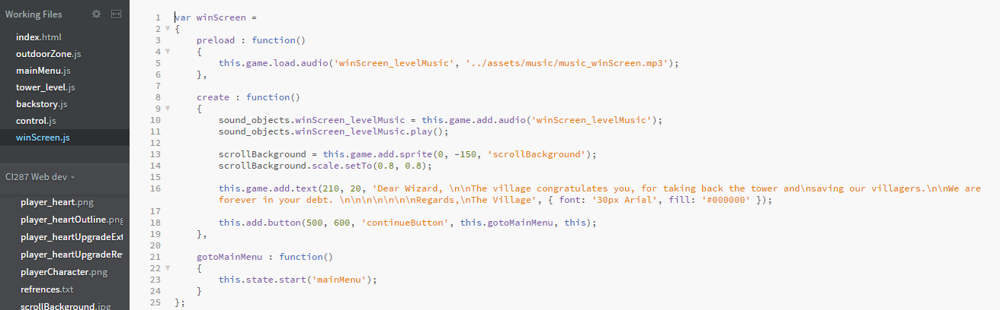 Working Files
index.html
outdoorZone.js
mainMenu.js
tower_level.js
backstory.js
control.js
winScreen.js
CI287 Web dev
player_heart.png
player_heartOutline.png
player_heartUpgradeExt
player_heartUpgradeRe
playerCharacter.png
refrences.txt
scrollBackground.jpg
1 var winScreen =
2 {
3 preload : function()
4 {
5 this.game.load.audio('winScreen_levelMusic', '../assets/music/music_winScreen.mp3');
6 },
7
8 create : function()
9 {
10 sound_objects.winScreen_levelMusic = this.game.add.audio('winScreen_levelMusic');
11 sound_objects.winScreen_levelMusic.play();
12
13 scrollBackground = this.game.add.sprite(0, -150, 'scrollBackground');
14 scrollBackground.scale.setTo(0.8, 0.8);
15
16 this.game.add.text(210, 20, 'Dear Wizard, \n\nThe village congratulates you, for taking back the tower and\nsaving our villagers.\n\nWe are
forever in your debt. \n\n\n\n\n\n\nRegards,\nThe Village', { font: '30px Arial', fill: '#000000' });
17
18 this.add.button(500, 600, 'continueButton', this.gotoMainMenu, this);
19 },
20
21 gotoMainMenu : function()
22 {
23 this.state.start('mainMenu');
24 }
25 };